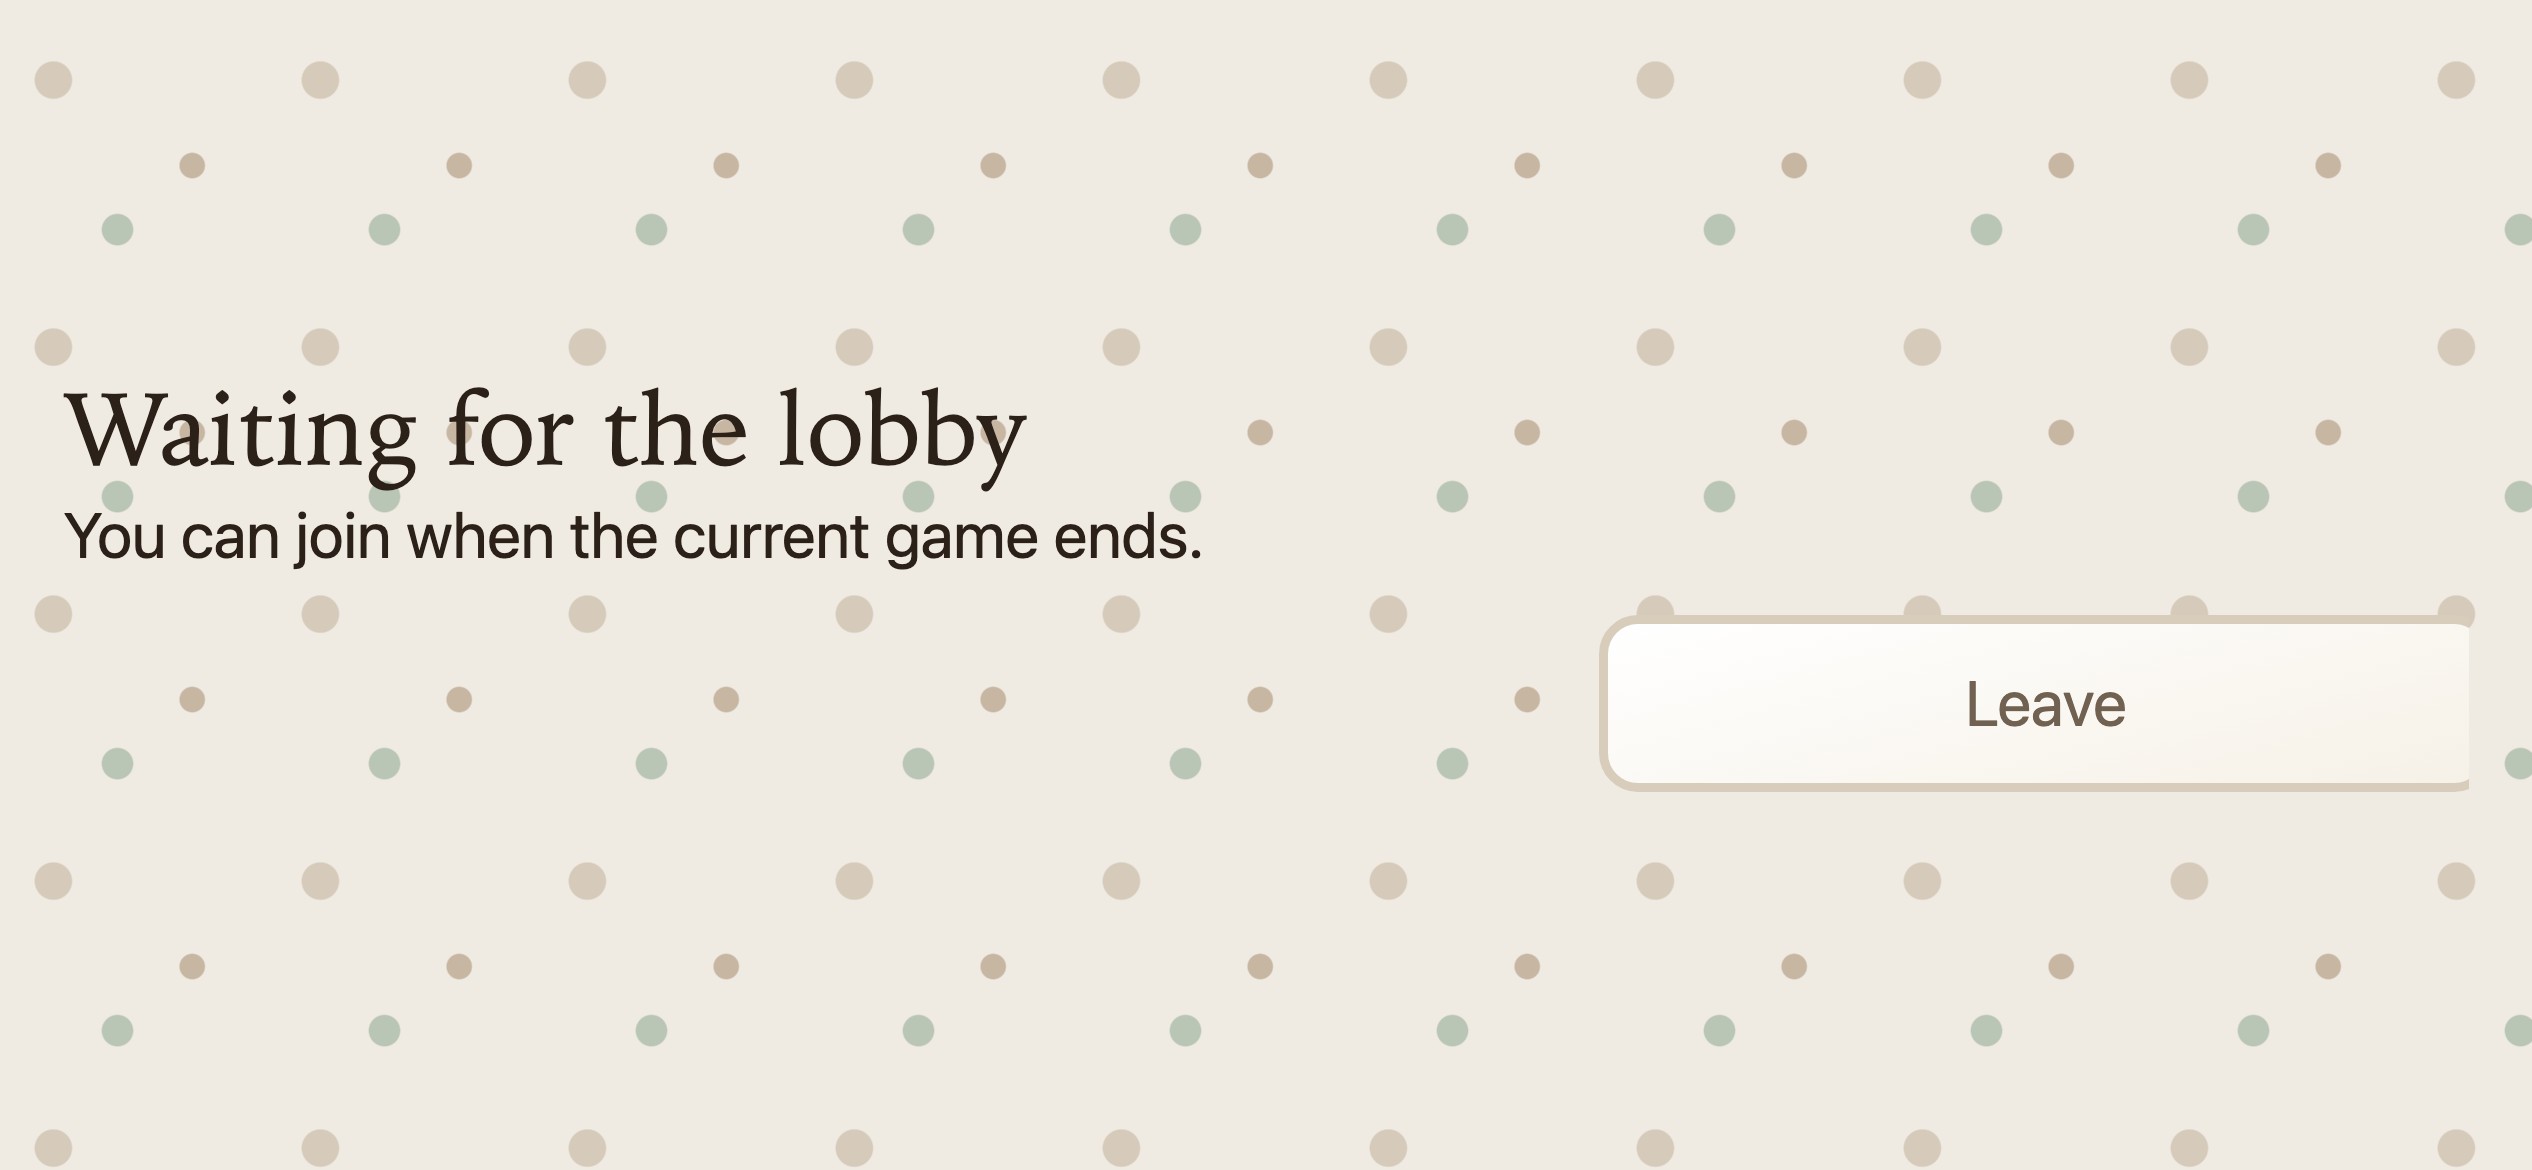 Waiting for the lobby
You can join when the current game ends.
Leave